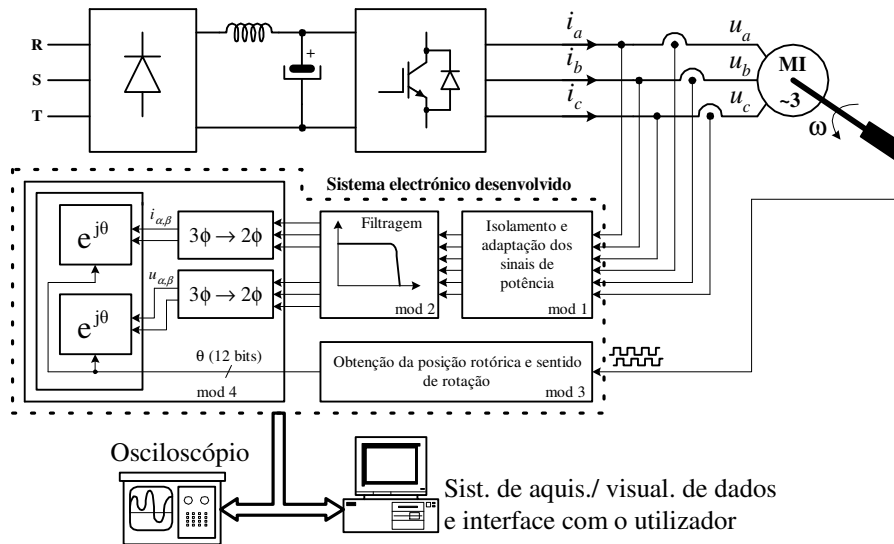 R
S
T
+
i_a
i_b
i_c
u_a
u_b
u_c
MI
~3
ω
Sistema electrónico desenvolvido
e^jθ
i_α,β
3ϕ → 2ϕ
Filtragem
mod 2
Isolamento e
adaptação dos
sinais de
potência
mod 1
e^jθ
u_α,β
3ϕ → 2ϕ
θ (12 bits)
mod 4
Obtenção da posição rotórica e sentido
de rotação
mod 3
Osciloscópio
Sist. de aquis./ visual. de dados
e interface com o utilizador